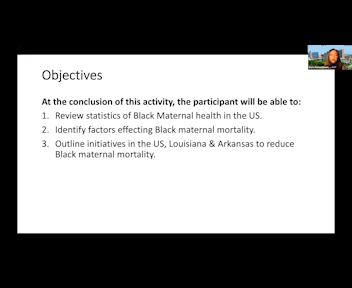 Objectives
At the conclusion of this activity, the participant will be able to:
1. Review statistics of Black Maternal health in the US.
2. Identify factors effecting Black maternal mortality.
3. Outline initiatives in the US, Louisiana & Arkansas to reduce
Black maternal mortality.